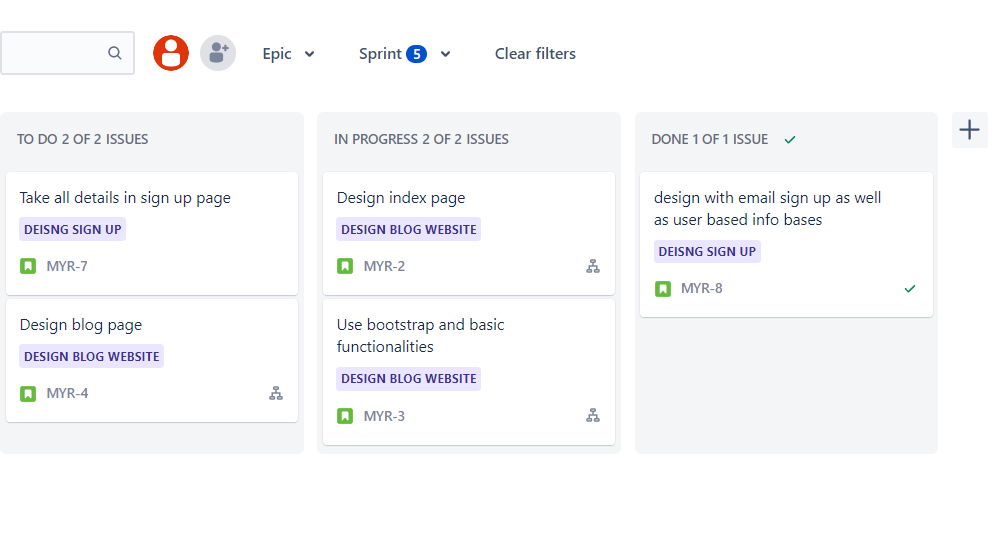 Epic
Sprint 5
Clear filters
TO DO 2 OF 2 ISSUES
Take all details in sign up page
DEISNG SIGN UP
MYR-7
Design blog page
DESIGN BLOG WEBSITE
MYR-4
IN PROGRESS 2 OF 2 ISSUES
Design index page
DESIGN BLOG WEBSITE
MYR-2
Use bootstrap and basic
functionalities
DESIGN BLOG WEBSITE
MYR-3
DONE 1 OF 1 ISSUE
design with email sign up as well
as user based info bases
DEISNG SIGN UP
MYR-8